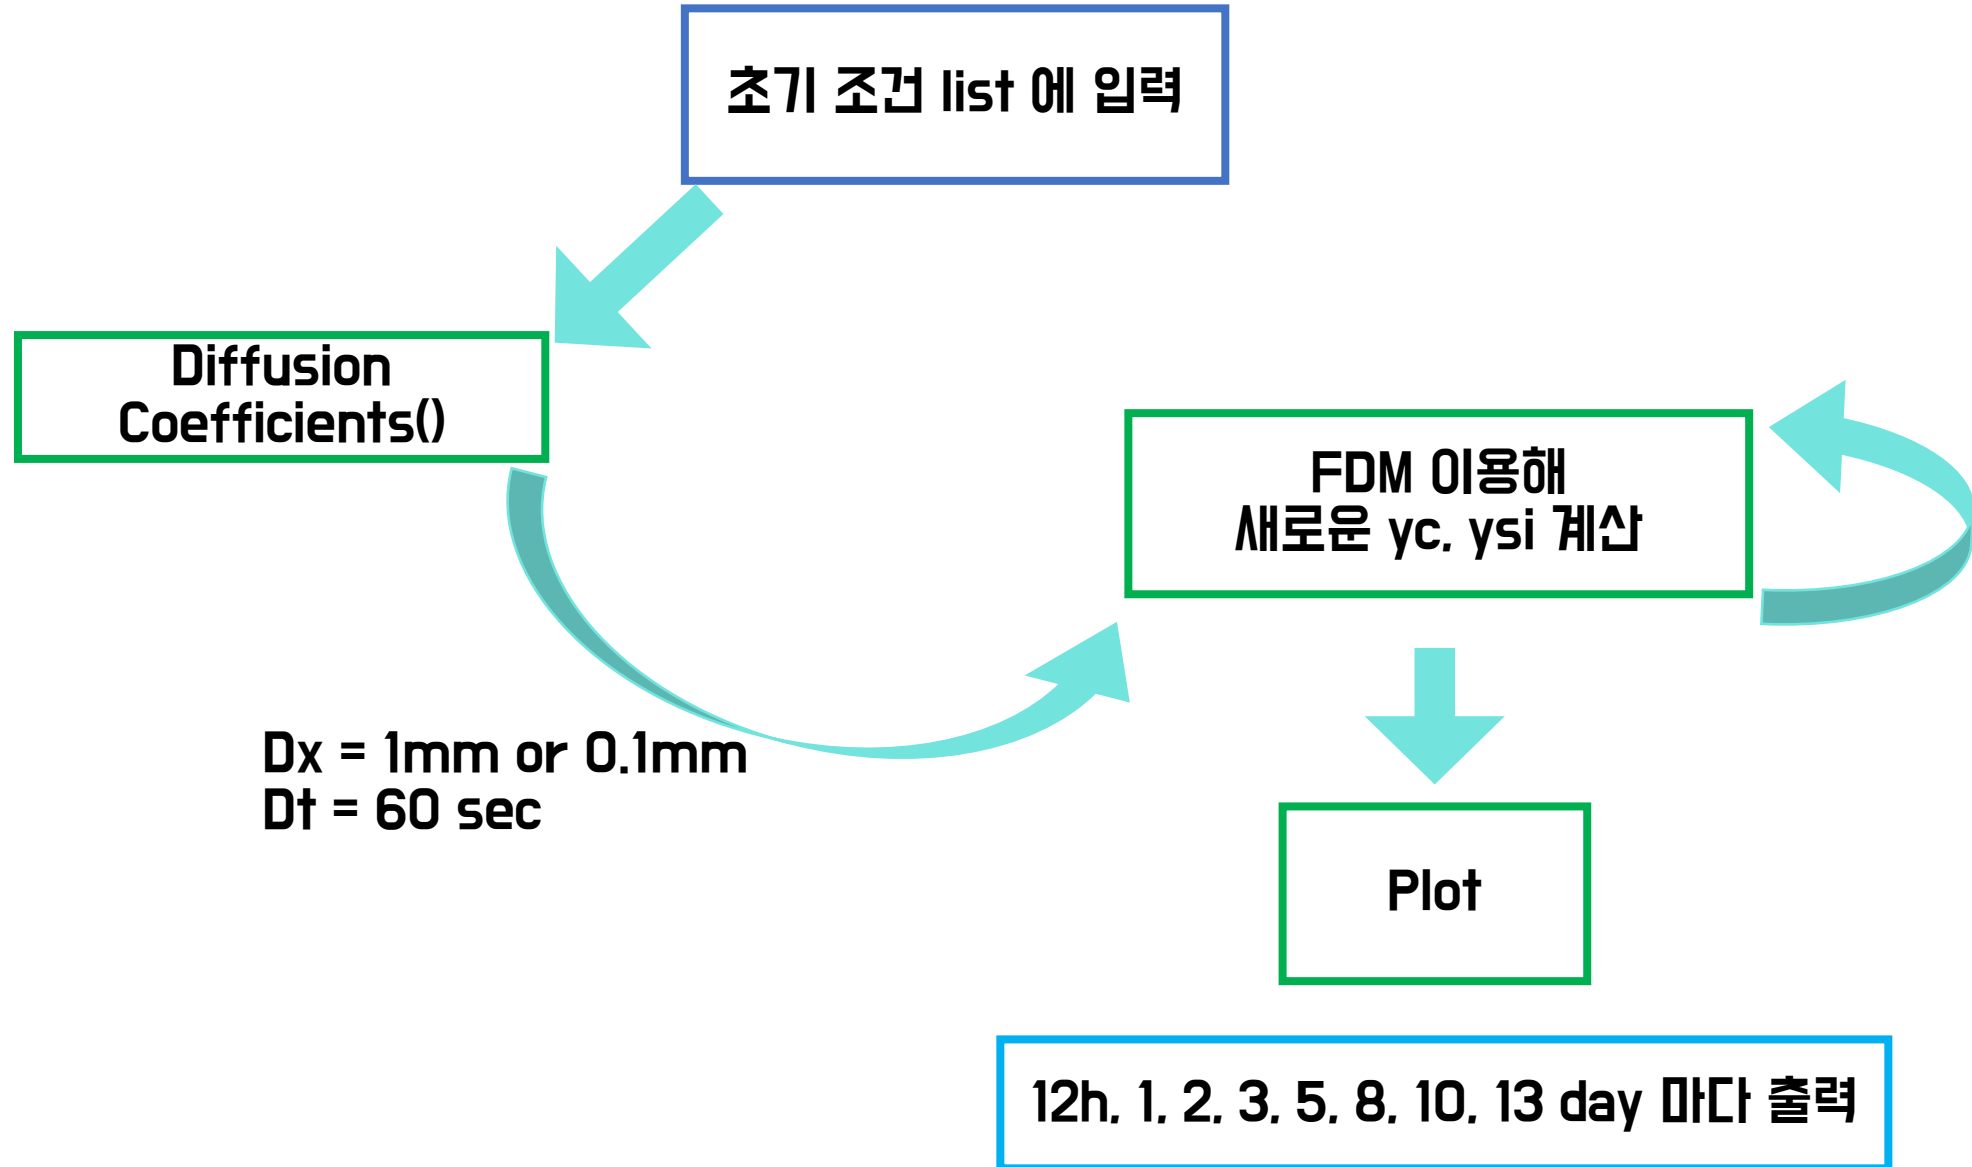 초기 조건 list 에 입력
Diffusion
Coefficients()
FDM 이용해
새로운 yc, ysi 계산
Dx = 1mm or 0.1mm
Dt = 60 sec
Plot
12h, 1, 2, 3, 5, 8, 10, 13 day 마다 출력